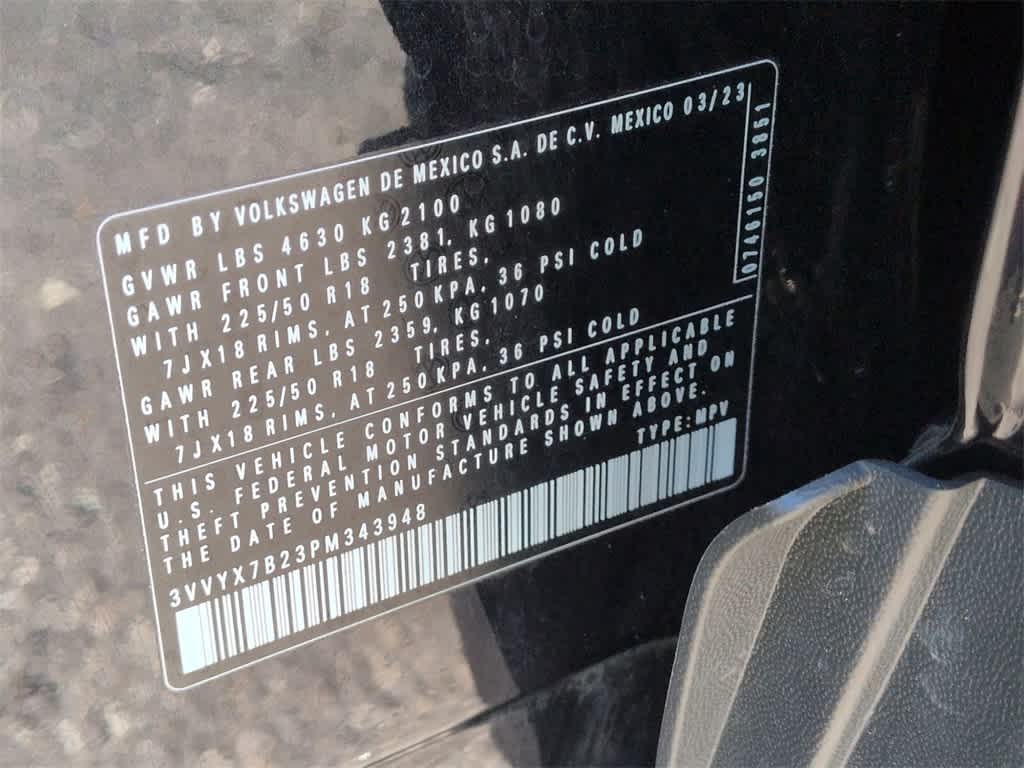 MFD BY VOLKSWAGEN DE MEXICO S.A. DE C.V. MEXICO 03/23
GVWR LBS 4630 KG 2100
GAWR FRONT LBS 2381, KG 1080
WITH 225/50 R18 TIRES,
7JX18 RIMS, AT 250 KPA, 36 PSI COLD
GAWR REAR LBS 2359, KG 1070
WITH 225/50 R18 TIRES,
7JX18 RIMS, AT 250 KPA, 36 PSI COLD
0746150 3851
THIS VEHICLE CONFORMS TO ALL APPLICABLE
U.S. FEDERAL MOTOR VEHICLE SAFETY AND
THEFT PREVENTION STANDARDS IN EFFECT ON
THE DATE OF MANUFACTURE SHOWN ABOVE.
TYPE: MPV
3VVYX7B23PM343948